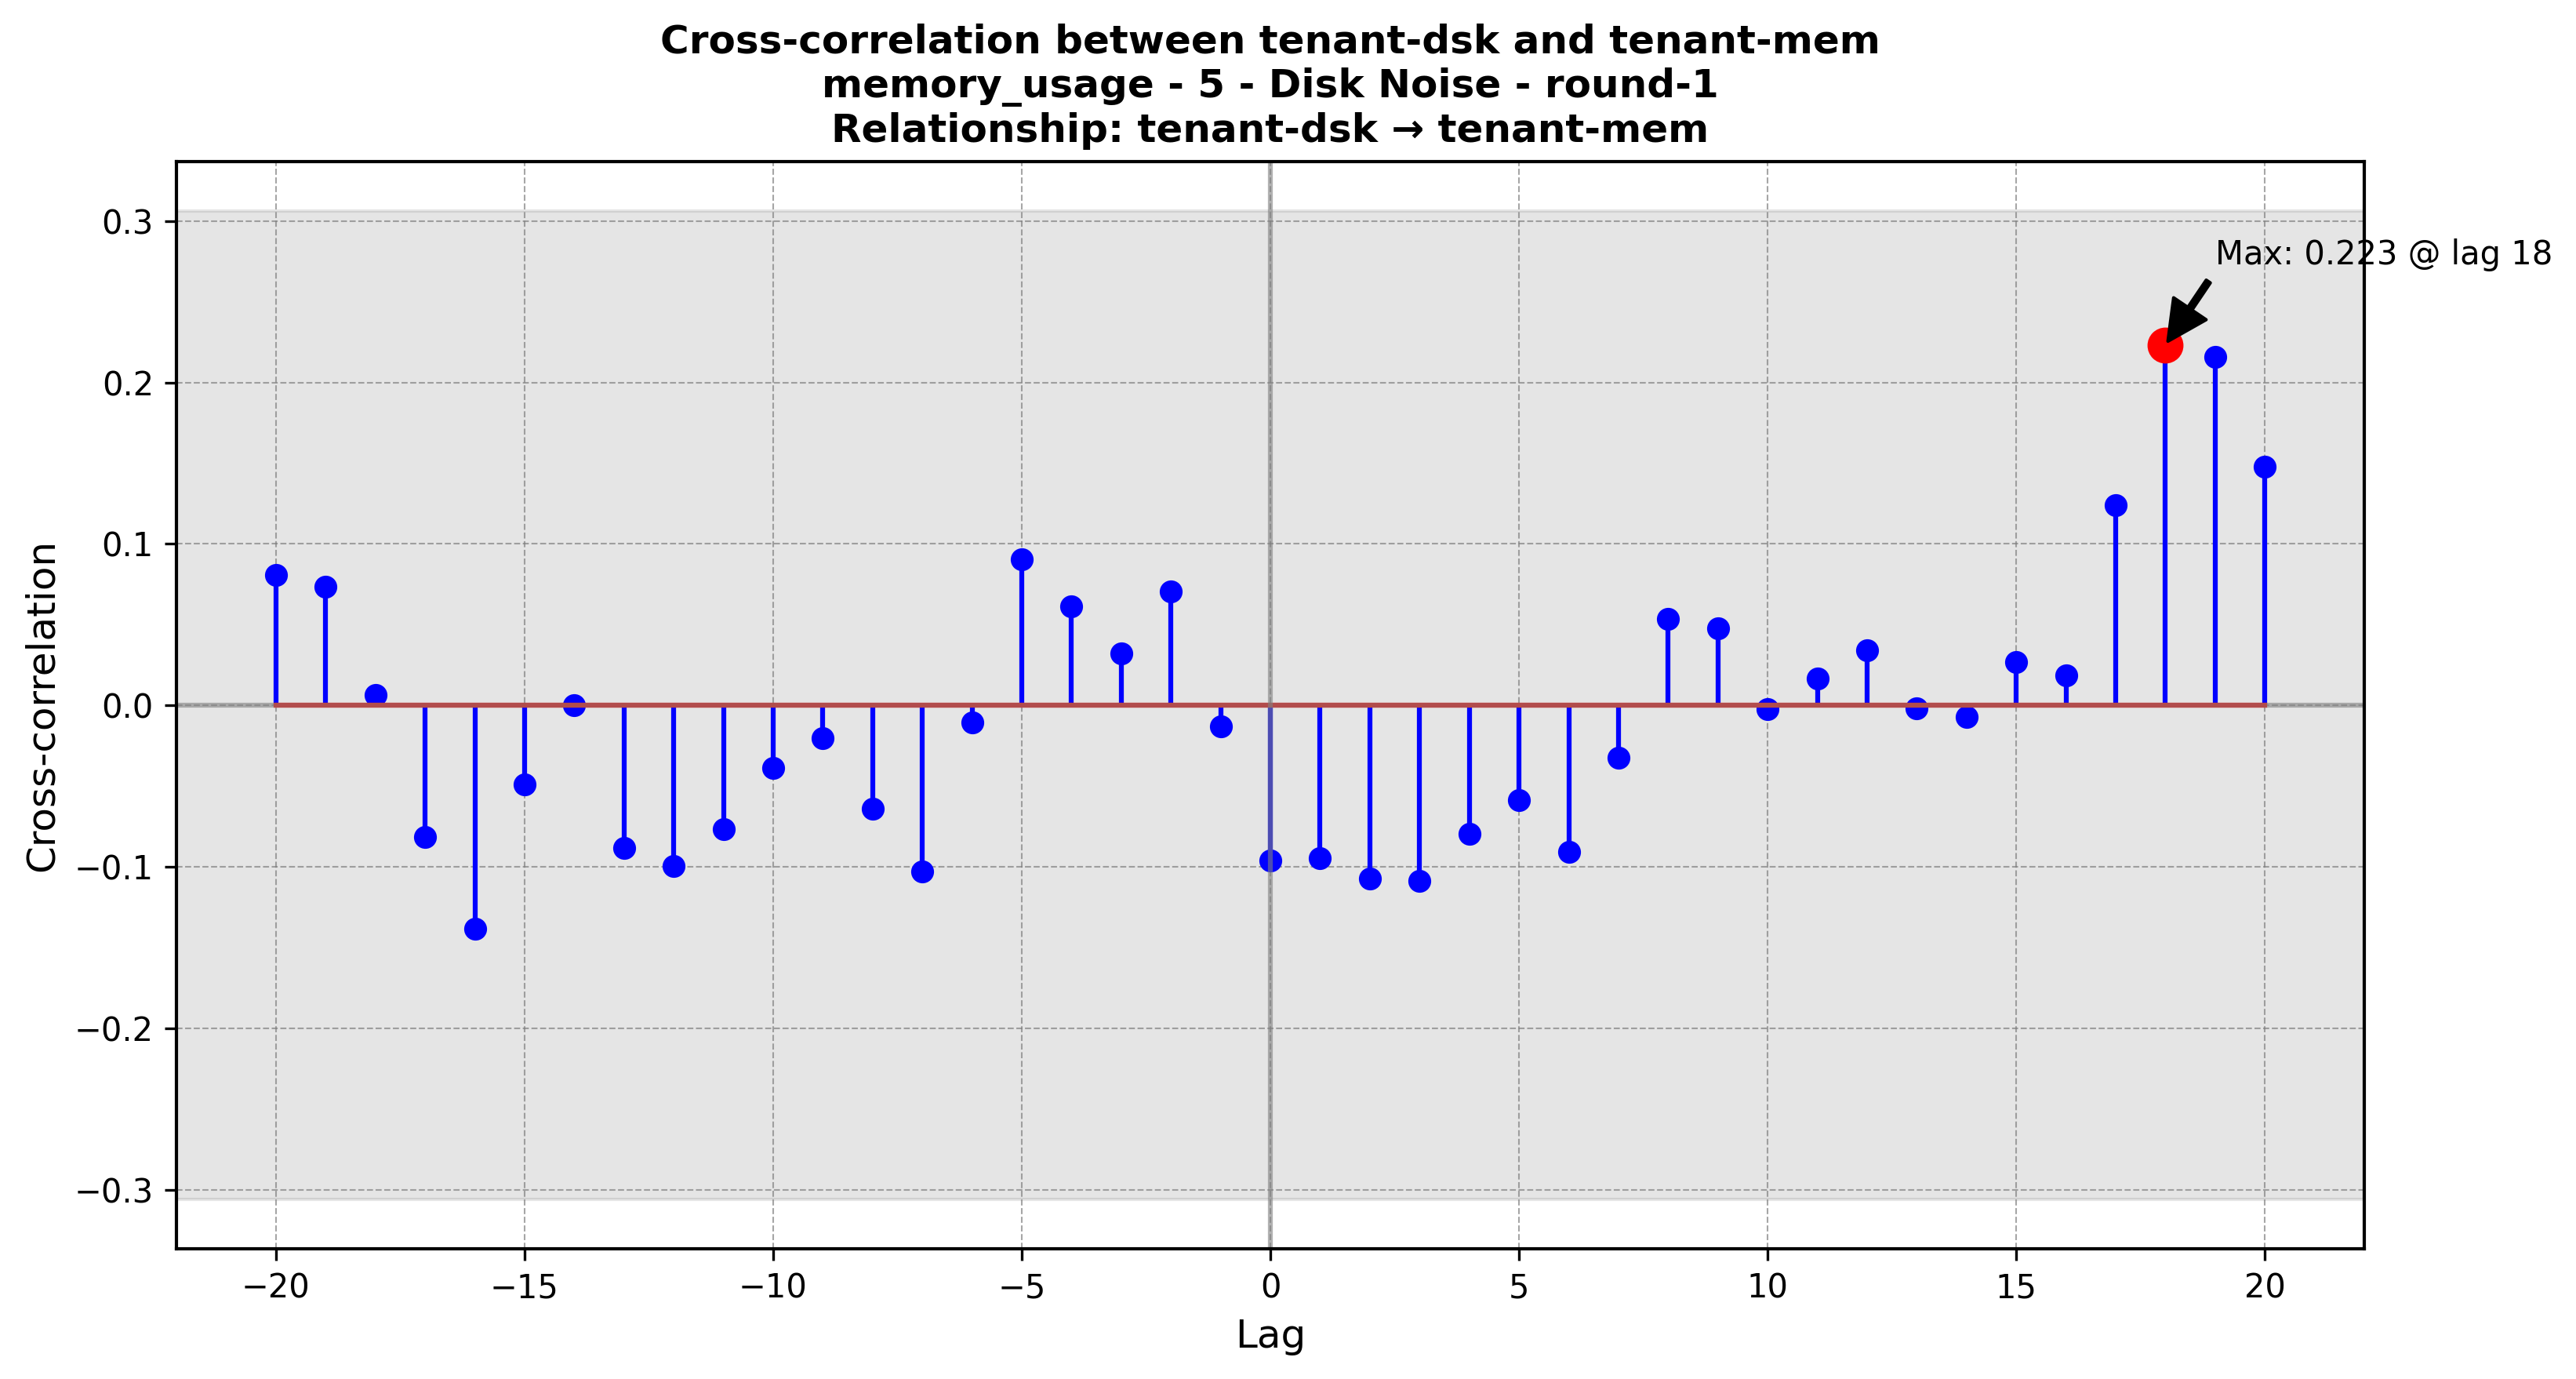 Cross-correlation between tenant-dsk and tenant-mem
memory_usage - 5 - Disk Noise - round-1
Relationship: tenant-dsk → tenant-mem
Max: 0.223 @ lag 18
0.3
0.2
0.1
0.0
−0.1
−0.2
−0.3
Cross-correlation
−20 −15 −10 −5 0 5 10 15 20
Lag